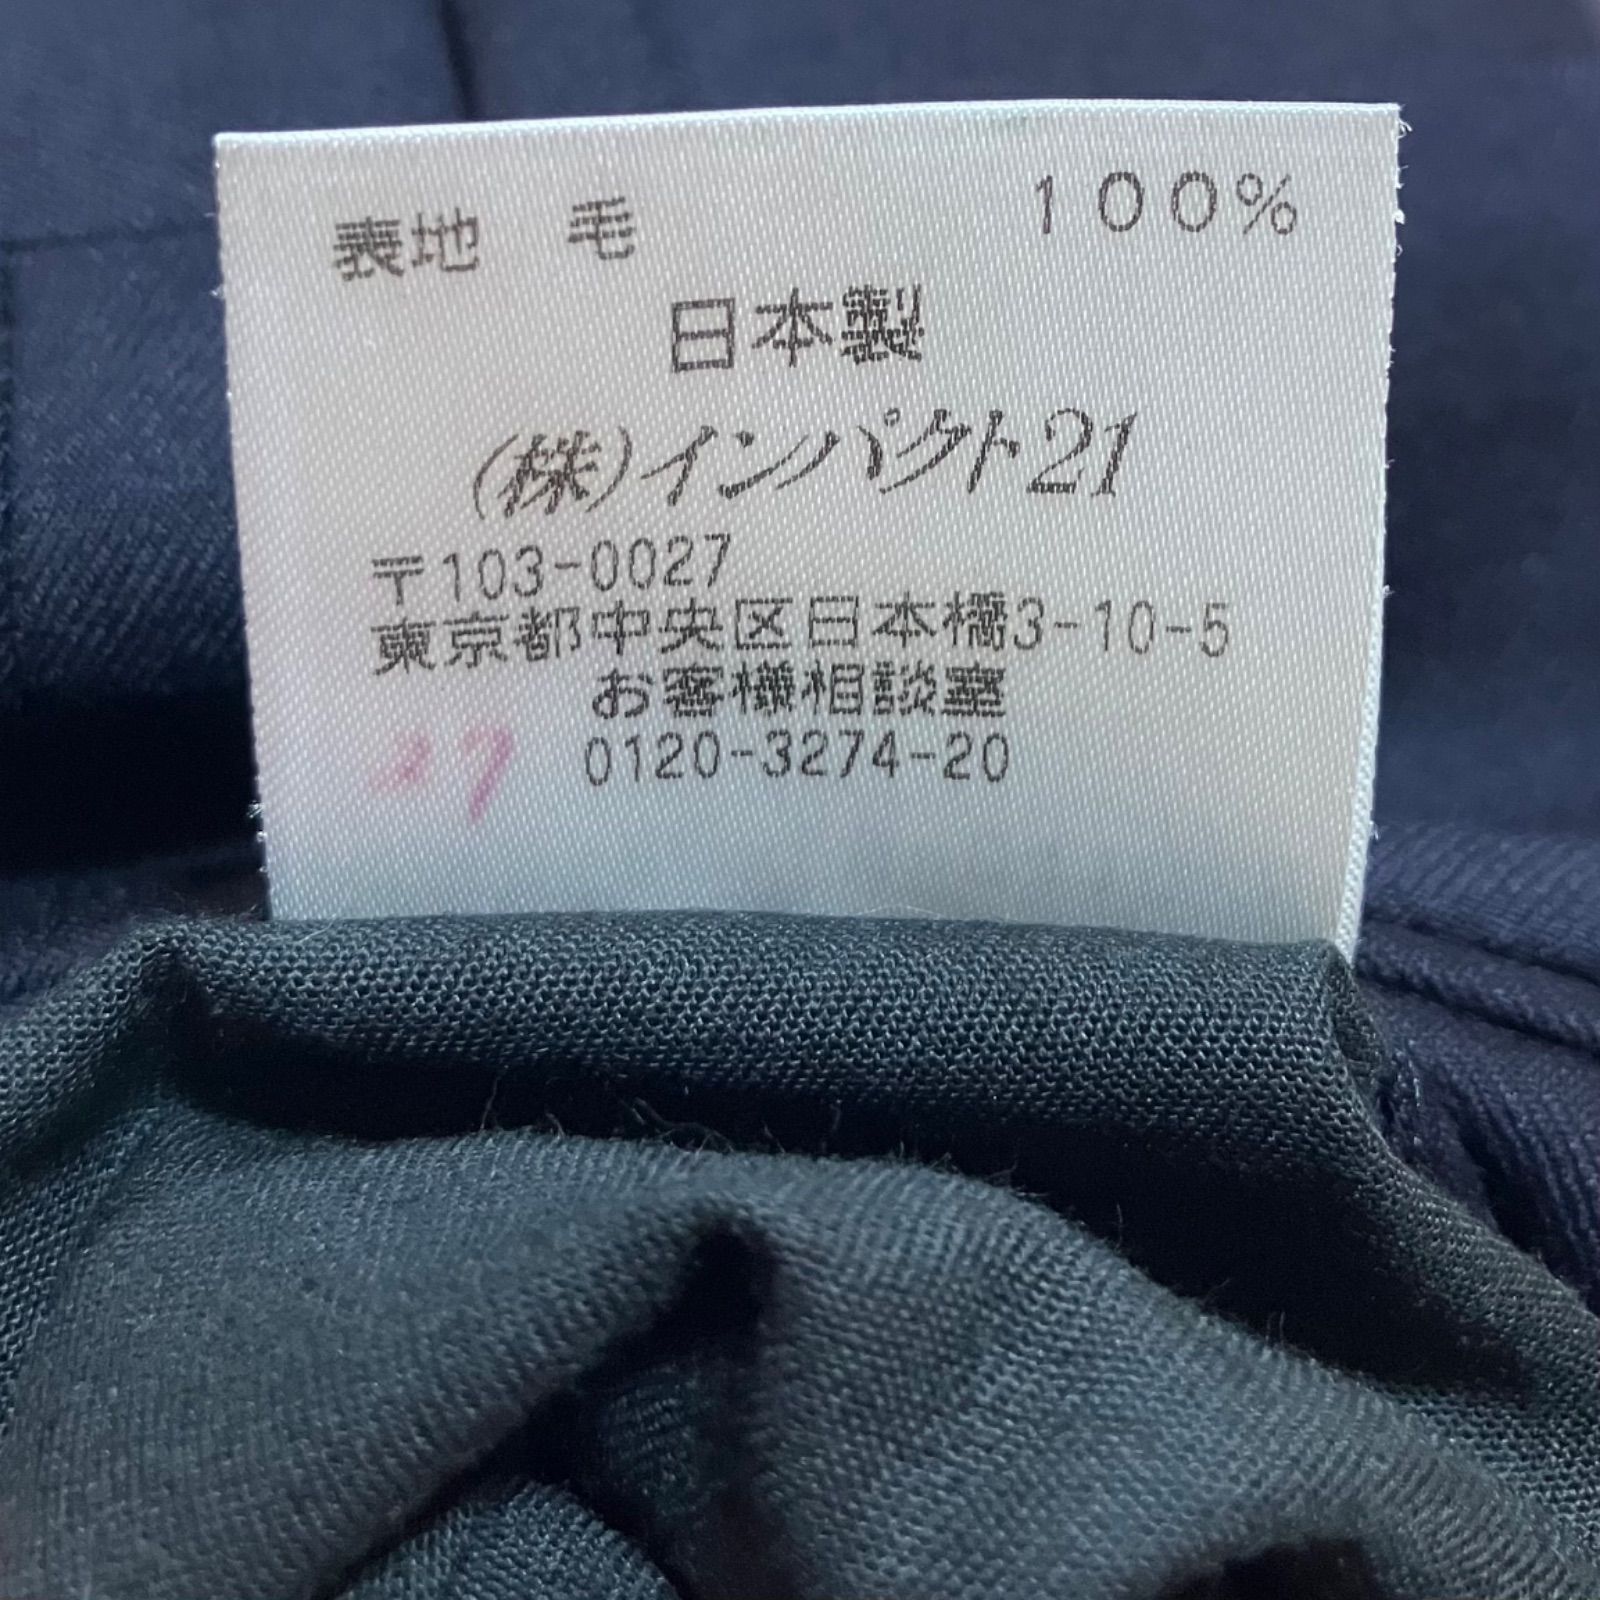 表地 毛 100%
日本製
(株)インパクト21
〒103-0027
東京都中央区日本橋3-10-5
お客様相談室
27
0120-3274-20